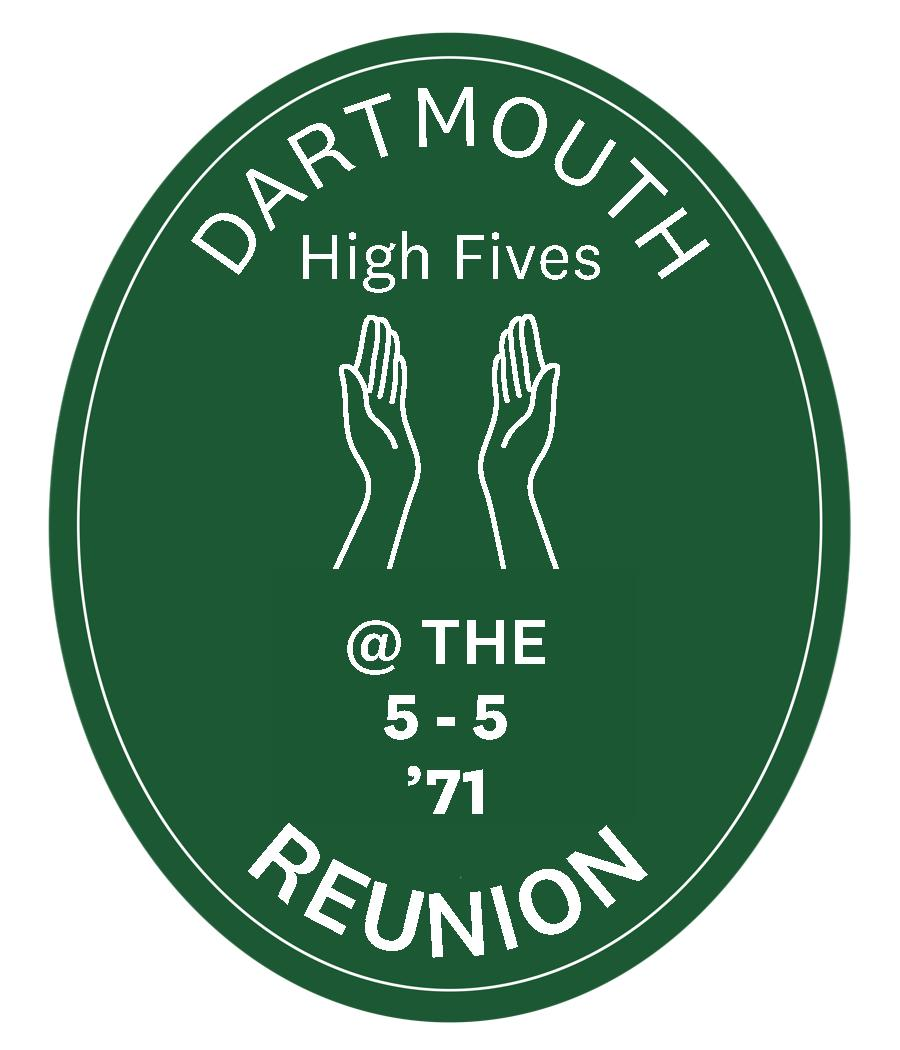 DARTMOUTH
High Fives
@ THE
5 - 5
’71
REUNION